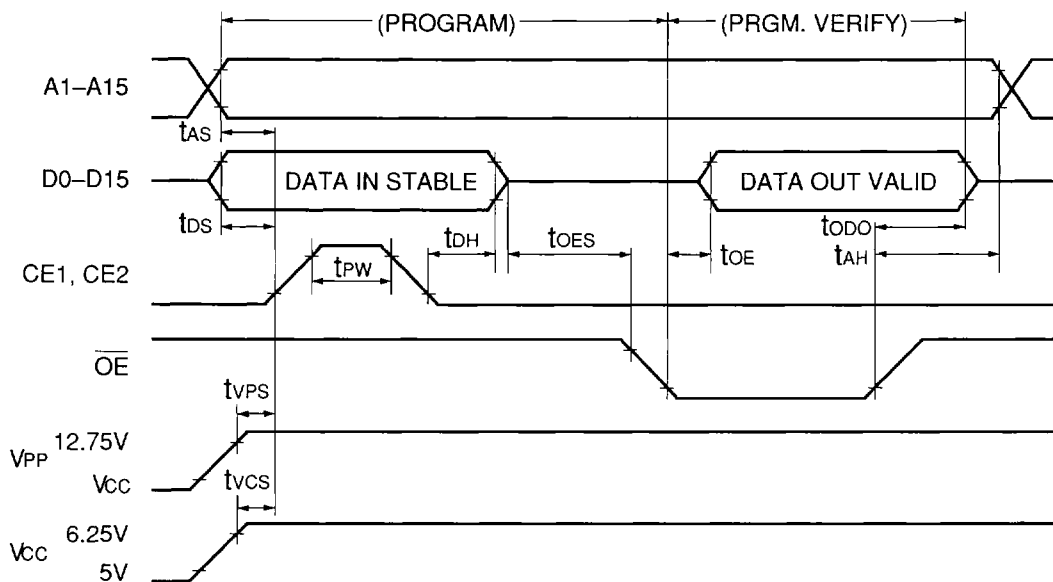 (PROGRAM) (PRGM. VERIFY)
A1–A15
tAS
D0–D15 DATA IN STABLE DATA OUT VALID
tDS tDH tOES tOE tODO
tAH
CE1, CE2 tPW
OE
tVPS
VPP 12.75V
VCC
tVCS
VCC 6.25V
5V